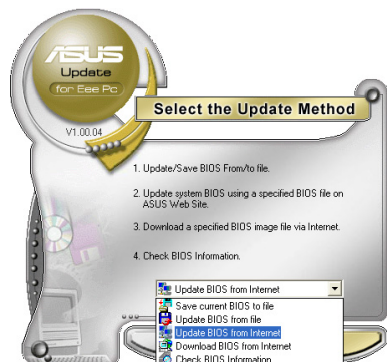 ASUS
Update
for Eee Pc
V1.00.04
Select the Update Method
1. Update/Save BIOS From/to file.
2. Update system BIOS using a specified BIOS file on
ASUS Web Site.
3. Download a specified BIOS image file via Internet.
4. Check BIOS Information.
Update BIOS from Internet
Save current BIOS to file
Update BIOS from file
Update BIOS from Internet
Download BIOS from Internet
Check BIOS Information